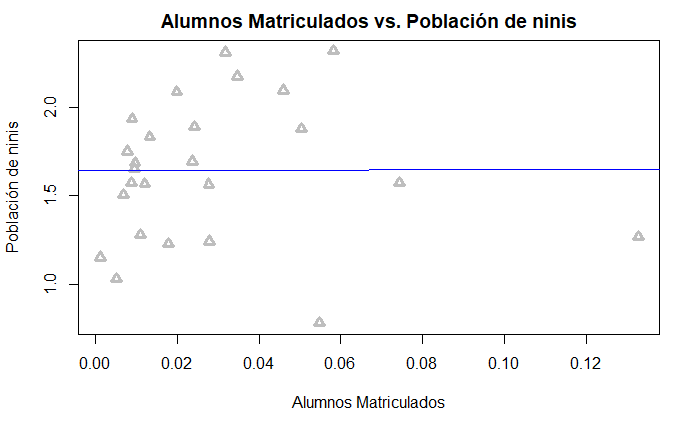 Alumnos Matriculados vs. Población de ninis
Población de ninis
2.0
1.5
1.0
0.00 0.02 0.04 0.06 0.08 0.10 0.12
Alumnos Matriculados